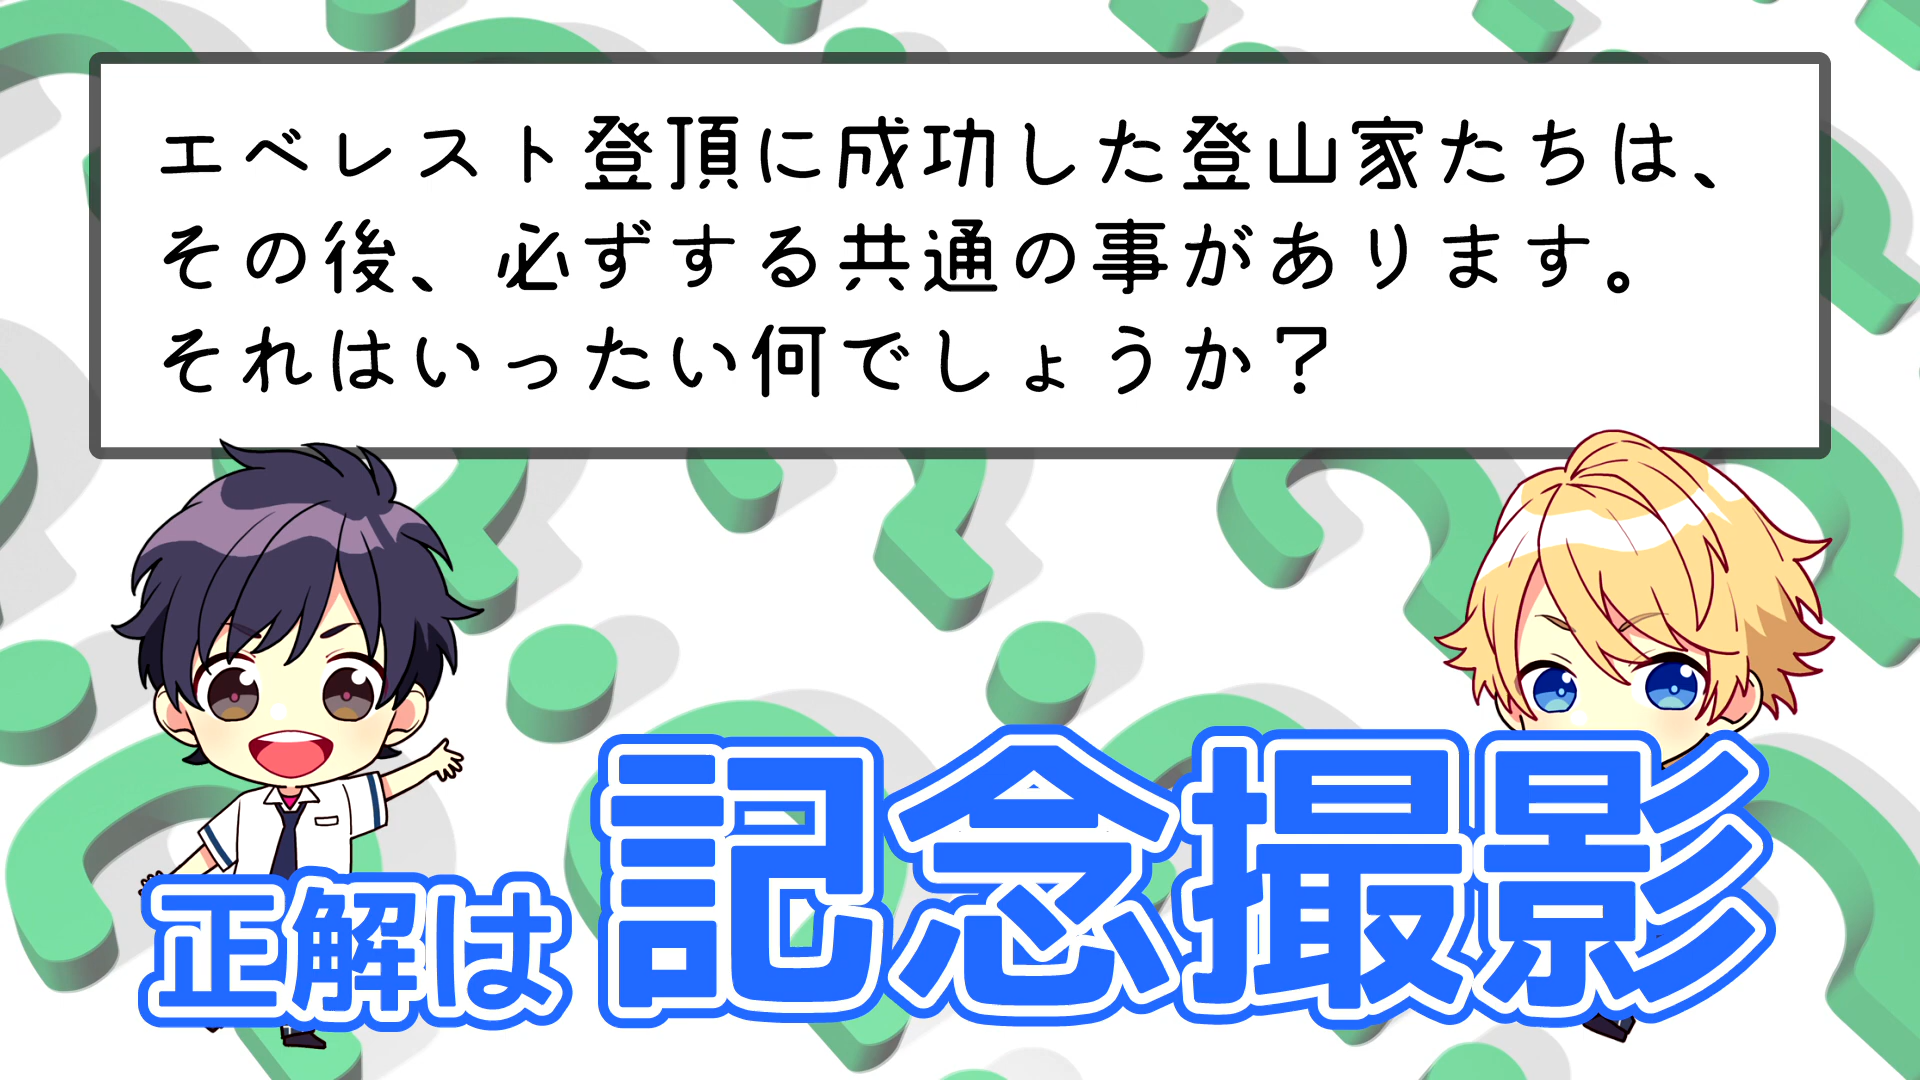 エベレスト登頂に成功した登山家たちは、
その後、必ずする共通の事があります。
それはいったい何でしょうか？
正解は 記念撮影